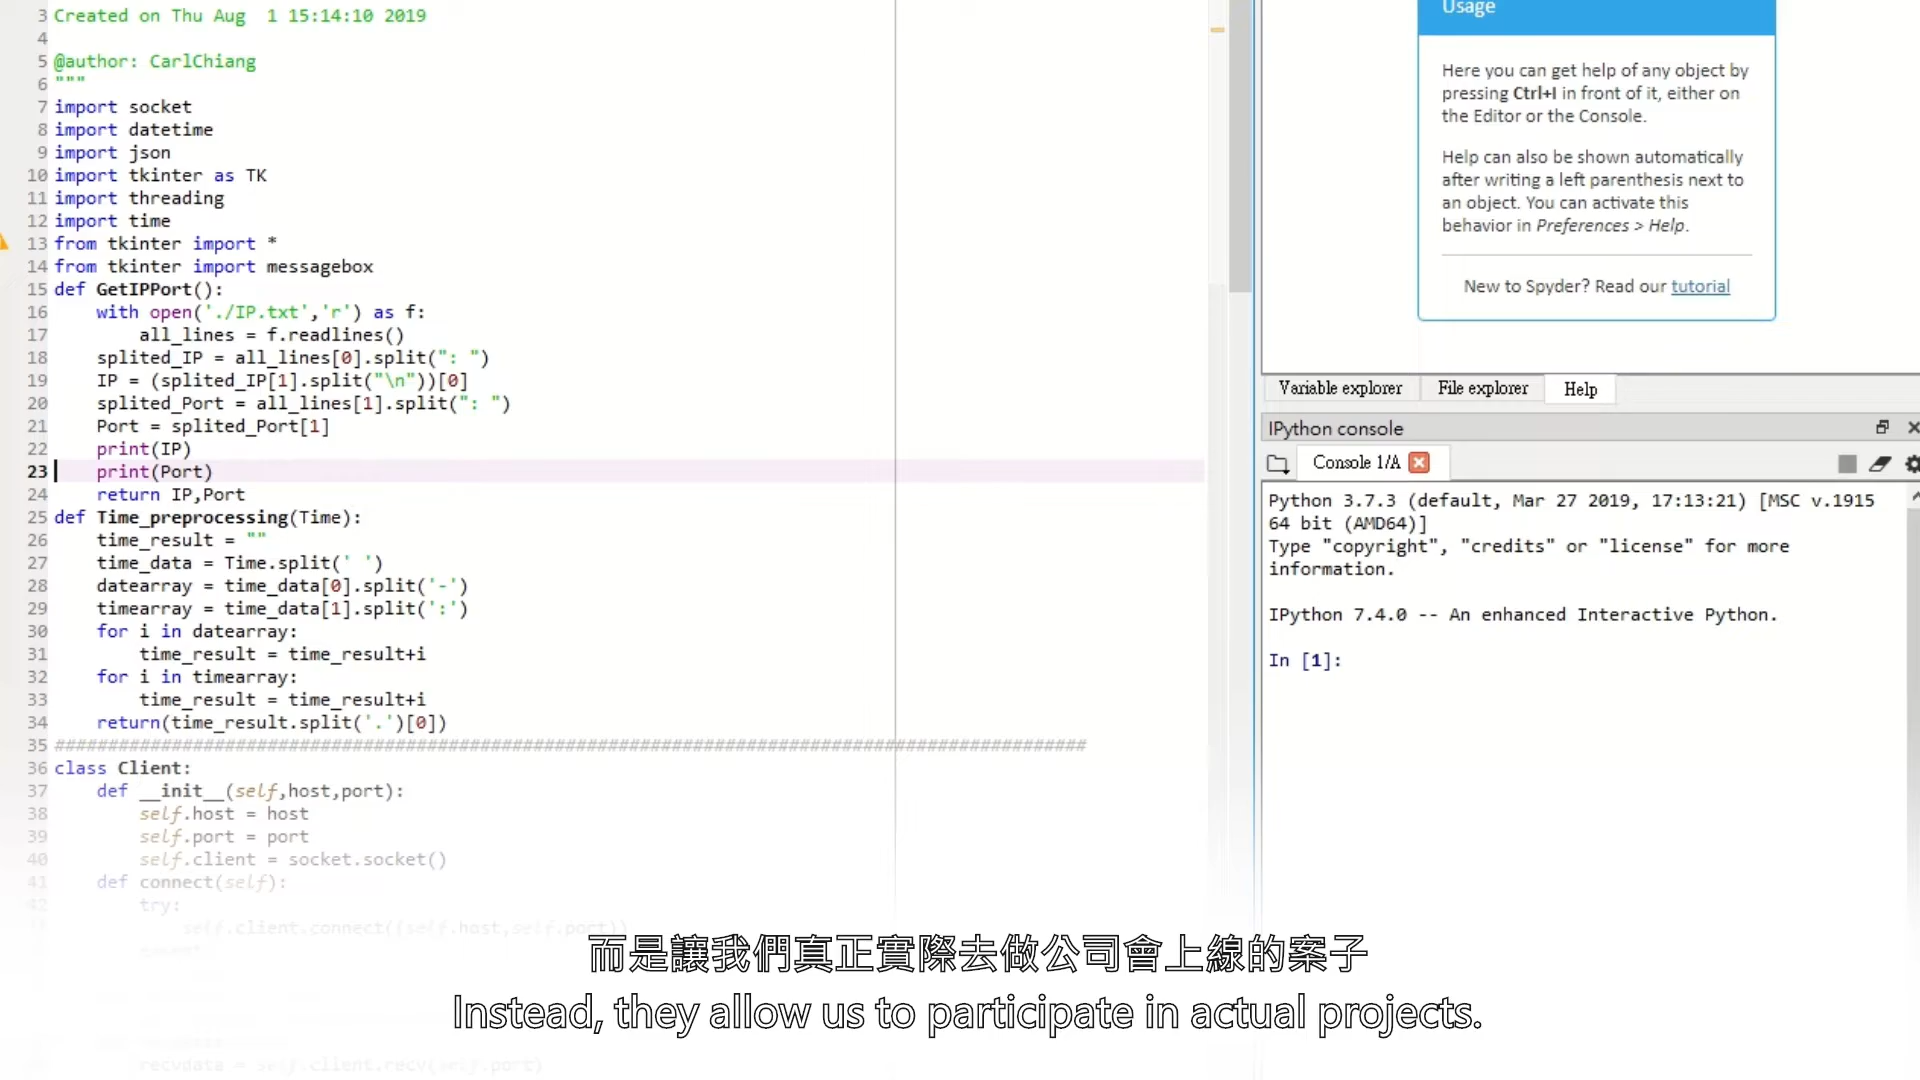 3 Created on Thu Aug  1 15:14:10 2019
4
5 @author: CarlChiang
6 """
7 import socket
8 import datetime
9 import json
10 import tkinter as TK
11 import threading
12 import time
13 from tkinter import *
14 from tkinter import messagebox
15 def GetIPPort():
16     with open('./IP.txt','r') as f:
17         all_lines = f.readlines()
18     splited_IP = all_lines[0].split(": ")
19     IP = (splited_IP[1].split("\n"))[0]
20     splited_Port = all_lines[1].split(": ")
21     Port = splited_Port[1]
22     print(IP)
23     print(Port)
24     return IP,Port
25 def Time_preprocessing(Time):
26     time_result = ""
27     time_data = Time.split(' ')
28     datearray = time_data[0].split('-')
29     timearray = time_data[1].split(':')
30     for i in datearray:
31         time_result = time_result+i
32     for i in timearray:
33         time_result = time_result+i
34     return(time_result.split('.')[0])
35 #################################################################################################
36 class Client:
37     def __init__(self,host,port):
38         self.host = host
39         self.port = port
40         self.client = socket.socket()
41     def connect(self):
42         try:
self.client.connect((self.host,self.port))
recvdata = self.client.recv(self.port)
Usage
Here you can get help of any object by
pressing Ctrl+I in front of it, either on
the Editor or the Console.
Help can also be shown automatically
after writing a left parenthesis next to
an object. You can activate this
behavior in Preferences > Help.
New to Spyder? Read our tutorial
Variable explorer File explorer Help
IPython console
Console 1/A
Python 3.7.3 (default, Mar 27 2019, 17:13:21) [MSC v.1915
64 bit (AMD64)]
Type "copyright", "credits" or "license" for more
information.
IPython 7.4.0 -- An enhanced Interactive Python.
In [1]:
而是讓我們真正實際去做公司會上線的案子
Instead, they allow us to participate in actual projects.